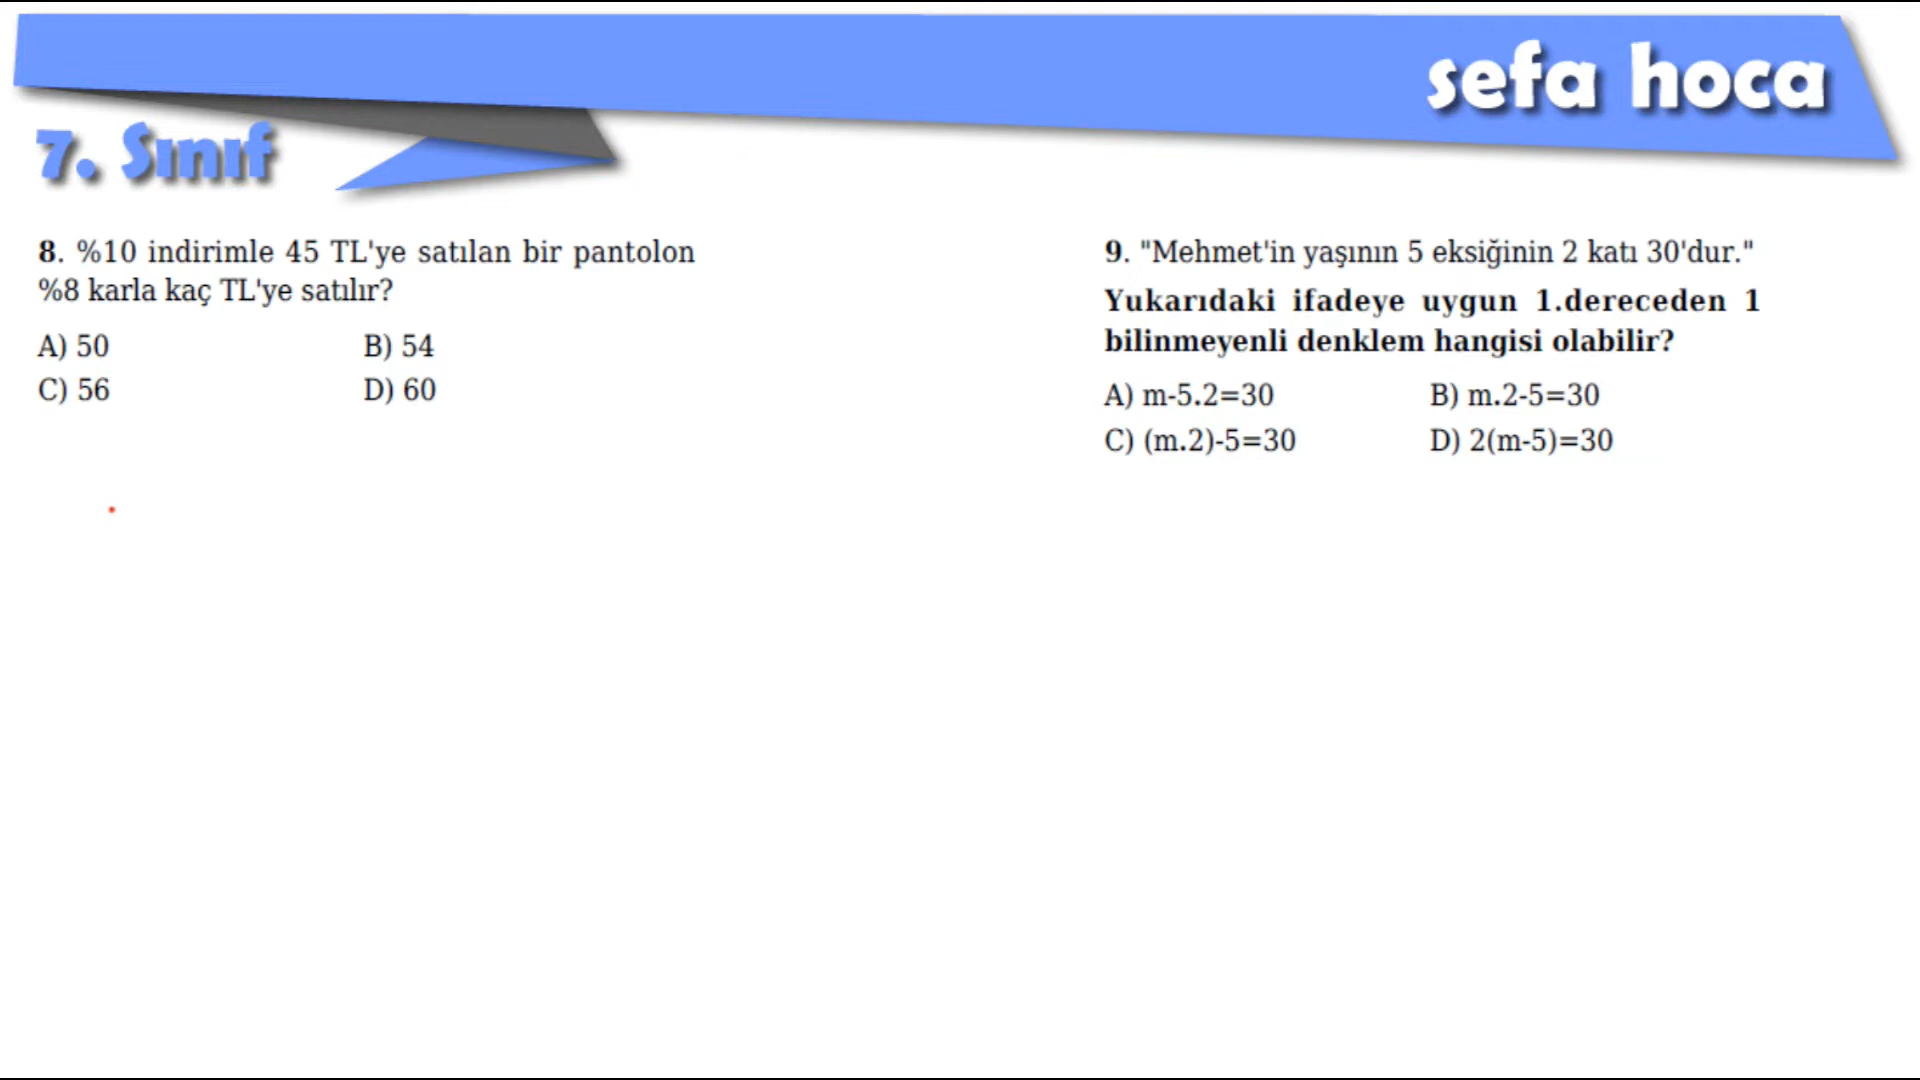 sefa hoca
7. Sınıf
8. %10 indirimle 45 TL'ye satılan bir pantolon
%8 karla kaç TL'ye satılır?
A) 50 B) 54
C) 56 D) 60
9. "Mehmet'in yaşının 5 eksiğinin 2 katı 30'dur."
Yukarıdaki ifadeye uygun 1.dereceden 1
bilinmeyenli denklem hangisi olabilir?
A) m-5.2=30 B) m.2-5=30
C) (m.2)-5=30 D) 2(m-5)=30